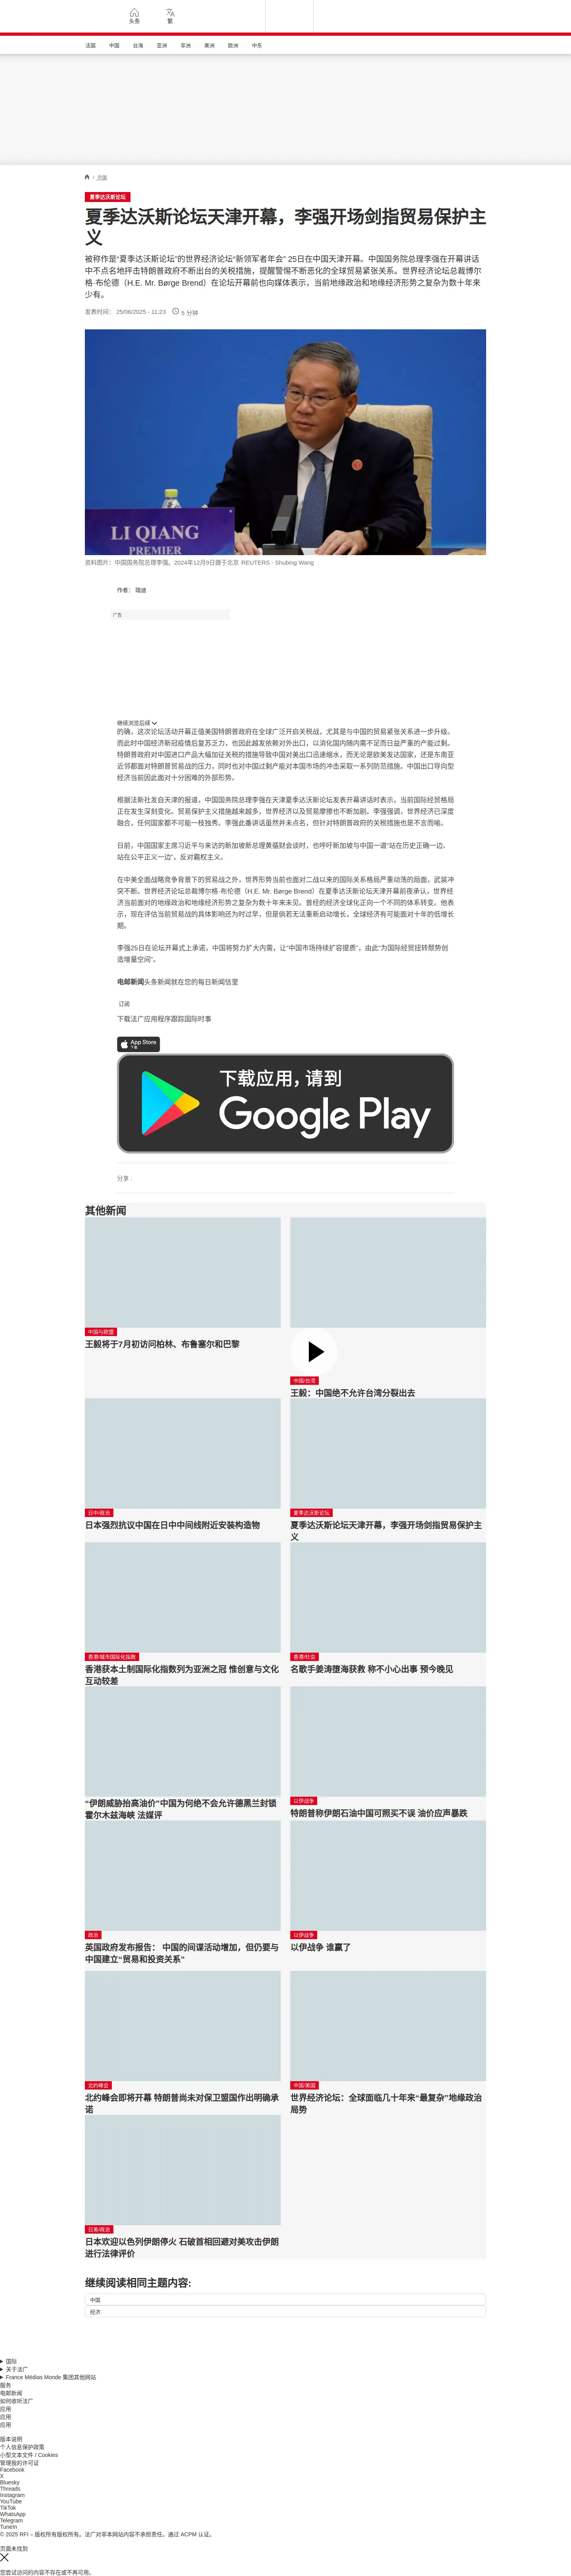 头条
繁
法国
中国
台海
亚洲
非洲
美洲
欧洲
中东
/ 中国
夏季达沃斯论坛
夏季达沃斯论坛天津开幕，李强开场剑指贸易保护主
义
被称作是“夏季达沃斯论坛”的世界经济论坛“新领军者年会” 25日在中国天津开幕。中国国务院总理李强在开幕讲话
中不点名地抨击特朗普政府不断出台的关税措施，提醒警惕不断恶化的全球贸易紧张关系。世界经济论坛总裁博尔
格·布伦德（H.E. Mr. Børge Brend）在论坛开幕前也向媒体表示，当前地缘政治和地缘经济形势之复杂为数十年来
少有。
发表时间： 25/06/2025 - 11:23
5 分钟
LI QIANG
PREMIER
资料图片：中国国务院总理李强。2024年12月9日摄于北京 REUTERS - Shubing Wang
作者： 瑞迪
广告
继续浏览后续
的确，这次论坛活动开幕正值美国特朗普政府在全球广泛开启关税战，尤其是与中国的贸易紧张关系进一步升级。
而此时中国经济新冠疫情后复苏乏力，也因此越发依赖对外出口，以消化国内随内需不足而日益严重的产能过剩。
特朗普政府对中国进口产品大幅加征关税的措施导致中国对美出口迅速缩水，而无论是欧美发达国家，还是东南亚
近邻都面对特朗普贸易战的压力，同时也对中国过剩产能对本国市场的冲击采取一系列防范措施。中国出口导向型
经济当前因此面对十分困难的外部形势。
根据法新社发自天津的报道，中国国务院总理李强在天津夏季达沃斯论坛发表开幕讲话时表示，当前国际经贸格局
正在发生深刻变化。贸易保护主义措施越来越多，世界经济以及贸易摩擦也不断加剧。李强强调，世界经济已深度
融合，任何国家都不可能一枝独秀。李强此番讲话虽然并未点名，但针对特朗普政府的关税措施也是不言而喻。
日前，中国国家主席习近平与来访的新加坡新总理黄循财会谈时，也呼吁新加坡与中国一道“站在历史正确一边、
站在公平正义一边”，反对霸权主义。
在中美全面战略竞争背景下的贸易战之外，世界形势当前也面对二战以来的国际关系格局严重动荡的局面，武装冲
突不断。世界经济论坛总裁博尔格·布伦德（H.E. Mr. Børge Brend）在夏季达沃斯论坛天津开幕前夜承认，世界经
济当前面对的地缘政治和地缘经济形势之复杂为数十年来未见。曾经的经济全球化正向一个个不同的体系转变。他表
示，现在评估当前贸易战的具体影响还为时过早，但是倘若无法重新启动增长，全球经济有可能面对十年的低增长
期。
李强25日在论坛开幕式上承诺，中国将努力扩大内需，让“中国市场持续扩容提质”，由此“为国际经贸扭转颓势创
造增量空间”。
电邮新闻头条新闻就在您的每日新闻信里
订阅
下载法广应用程序跟踪国际时事
App Store
下载
下载应用，请到
Google Play
分享 :
其他新闻
中国与欧盟
王毅将于7月初访问柏林、布鲁塞尔和巴黎
中国/台湾
王毅：中国绝不允许台湾分裂出去
日中/政治
日本强烈抗议中国在日中中间线附近安装构造物
夏季达沃斯论坛
夏季达沃斯论坛天津开幕，李强开场剑指贸易保护主
义
香港/城市国际化指数
香港获本土制国际化指数列为亚洲之冠 惟创意与文化
互动较差
香港/社会
名歌手姜涛堕海获救 称不小心出事 预今晚见
“伊朗威胁抬高油价”中国为何绝不会允许德黑兰封锁
霍尔木兹海峡 法媒评
以伊战争
特朗普称伊朗石油中国可照买不误 油价应声暴跌
政治
英国政府发布报告： 中国的间谍活动增加，但仍要与
中国建立“贸易和投资关系”
以伊战争
以伊战争 谁赢了
北约峰会
北约峰会即将开幕 特朗普尚未对保卫盟国作出明确承
诺
中国/美国
世界经济论坛：全球面临几十年来“最复杂”地缘政治
局势
日美/政治
日本欢迎以色列伊朗停火 石破首相回避对美攻击伊朗
进行法律评价
继续阅读相同主题内容:
中国
经济
国际
关于法广
France Médias Monde 集团其他网站
服务
电邮新闻
如何收听法广
应用
应用
应用
版本说明
个人信息保护政策
小型文本文件 / Cookies
管理我的许可证
Facebook
X
Bluesky
Threads
Instagram
YouTube
TikTok
WhatsApp
Telegram
TuneIn
© 2025 RFI – 版权所有版权所有。法广对非本网站内容不承担责任。通过 ACPM 认证。
页面未找到
您尝试访问的内容不存在或不再可用。